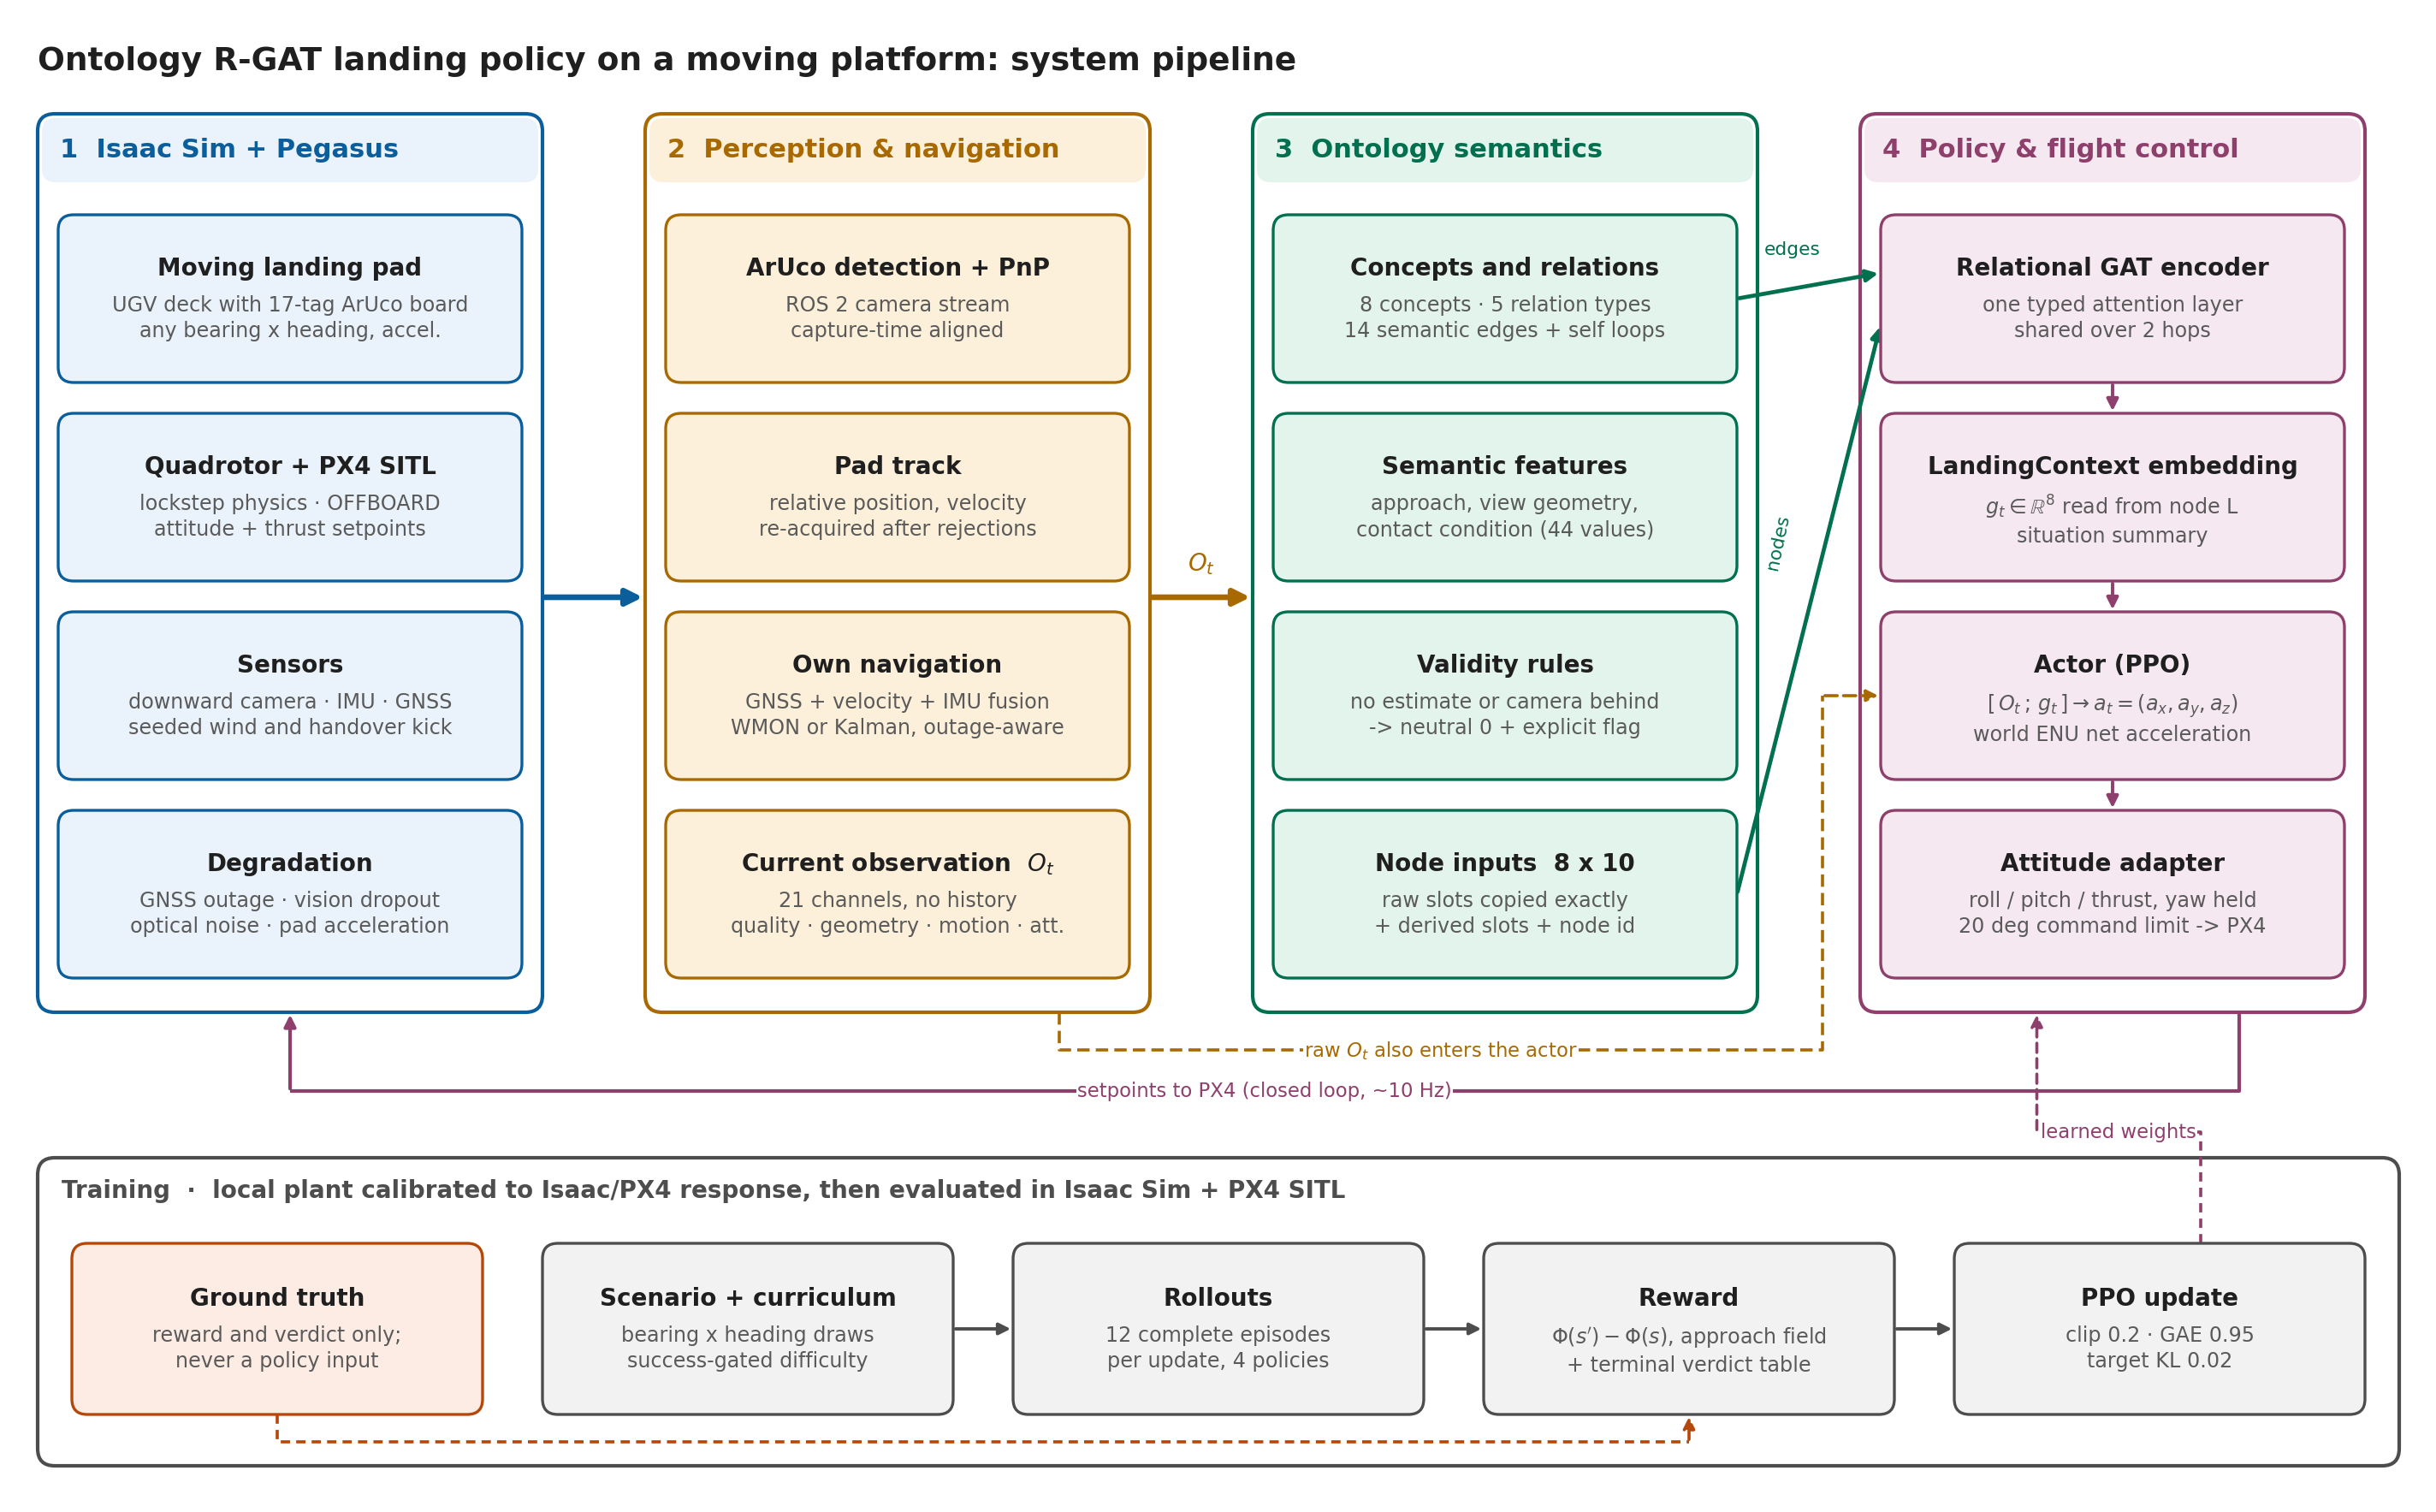 Ontology R-GAT landing policy on a moving platform: system pipeline
1 Isaac Sim + Pegasus
Moving landing pad
UGV deck with 17-tag ArUco board
any bearing x heading, accel.
Quadrotor + PX4 SITL
lockstep physics · OFFBOARD
attitude + thrust setpoints
Sensors
downward camera · IMU · GNSS
seeded wind and handover kick
Degradation
GNSS outage · vision dropout
optical noise · pad acceleration
2 Perception & navigation
ArUco detection + PnP
ROS 2 camera stream
capture-time aligned
Pad track
relative position, velocity
re-acquired after rejections
Own navigation
GNSS + velocity + IMU fusion
WMON or Kalman, outage-aware
Current observation Oₜ
21 channels, no history
quality · geometry · motion · att.
Oₜ
3 Ontology semantics
Concepts and relations
8 concepts · 5 relation types
14 semantic edges + self loops
Semantic features
approach, view geometry,
contact condition (44 values)
Validity rules
no estimate or camera behind
-> neutral 0 + explicit flag
Node inputs 8 x 10
raw slots copied exactly
+ derived slots + node id
edges
nodes
4 Policy & flight control
Relational GAT encoder
one typed attention layer
shared over 2 hops
LandingContext embedding
gₜ ∈ ℝ⁸ read from node L
situation summary
Actor (PPO)
[ Oₜ ; gₜ ] → aₜ = (aₓ, a_y, a_z)
world ENU net acceleration
Attitude adapter
roll / pitch / thrust, yaw held
20 deg command limit -> PX4
raw Oₜ also enters the actor
setpoints to PX4 (closed loop, ~10 Hz)
learned weights
Training · local plant calibrated to Isaac/PX4 response, then evaluated in Isaac Sim + PX4 SITL
Ground truth
reward and verdict only;
never a policy input
Scenario + curriculum
bearing x heading draws
success-gated difficulty
Rollouts
12 complete episodes
per update, 4 policies
Reward
Φ(s′) − Φ(s), approach field
+ terminal verdict table
PPO update
clip 0.2 · GAE 0.95
target KL 0.02